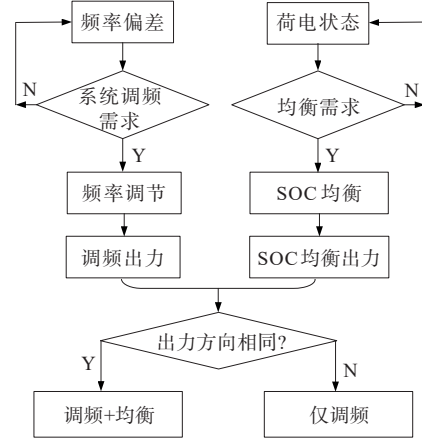 频率偏差
荷电状态
N
系统调频
需求
均衡需求
N
Y
Y
频率调节
SOC均衡
调频出力
SOC均衡出力
出力方向相同?
Y
N
调频+均衡
仅调频